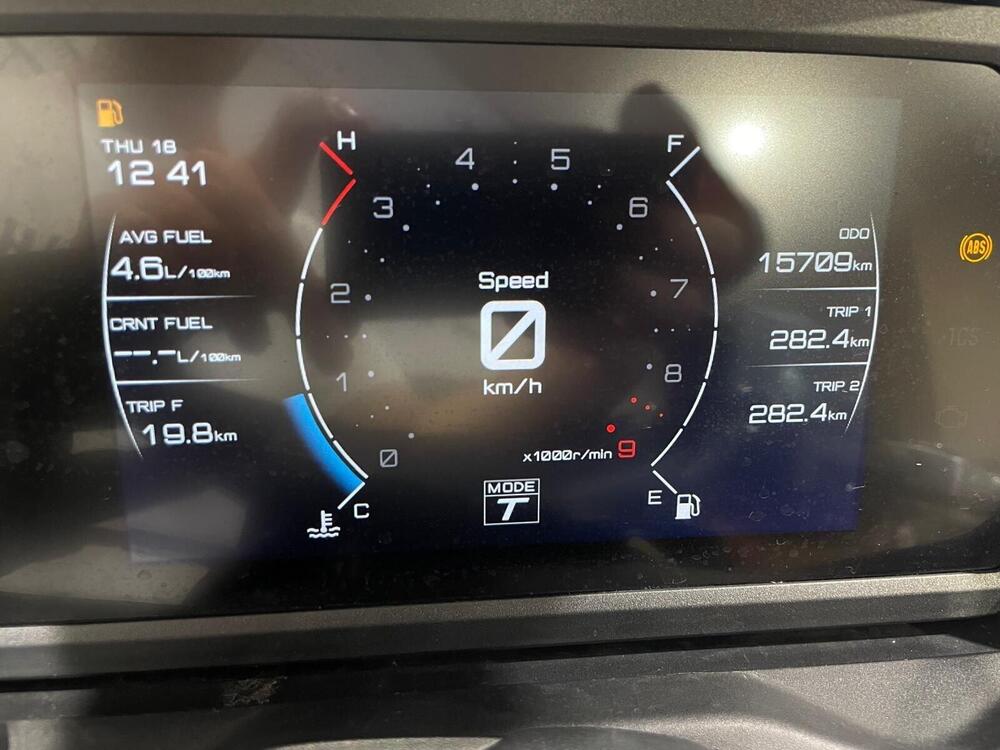 THU 18
12 41
AVG FUEL
4.6L/100km
CRNT FUEL
--.-L/100km
TRIP F
19.8km
H
C
0
1
2
3
4
5
6
7
8
9
x1000r/min
Speed
0
km/h
MODE
T
F
E
ODO
15709km
TRIP 1
282.4km
TRIP 2
282.4km
ABS
TCS